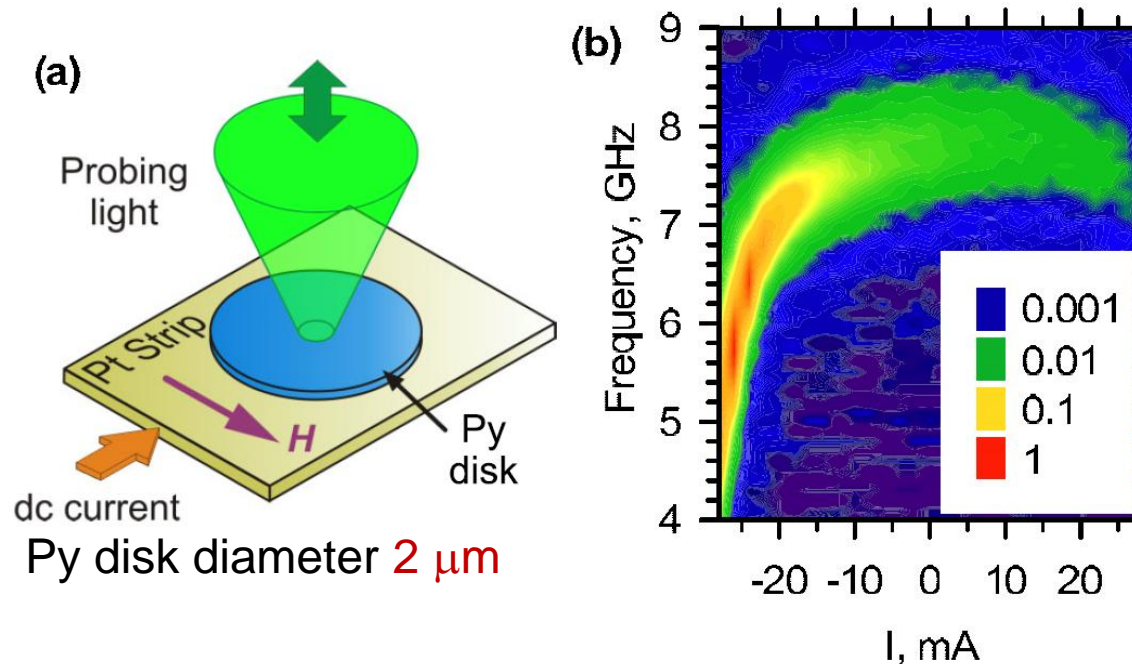 (a)
Probing
light
Pt Strip
H
Py
disk
dc current
Py disk diameter 2 μm
(b)
Frequency, GHz
9
8
7
6
5
4
0.001
0.01
0.1
1
-20 -10 0 10 20
I, mA